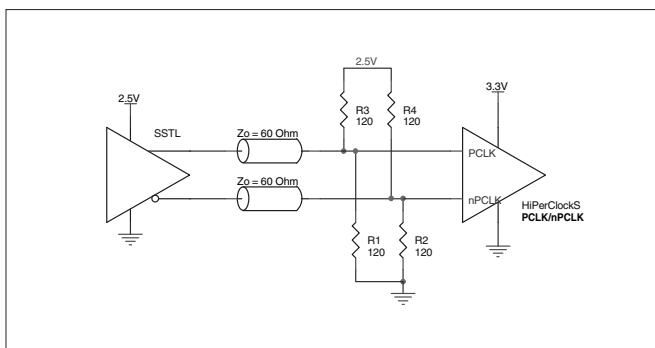 2.5V
3.3V
2.5V
R3
120
R4
120
SSTL
Zo = 60 Ohm
PCLK
Zo = 60 Ohm
nPCLK
HiPerClockS
PCLK/nPCLK
R1
120
R2
120